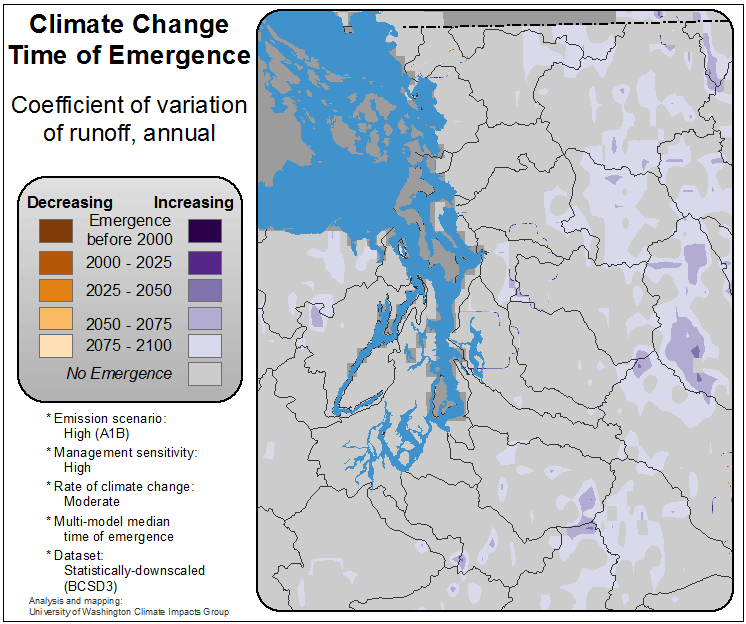 Climate Change
Time of Emergence
Coefficient of variation
of runoff, annual
Decreasing Increasing
Emergence
before 2000
2000 - 2025
2025 - 2050
2050 - 2075
2075 - 2100
No Emergence
* Emission scenario:
High (A1B)
* Management sensitivity:
High
* Rate of climate change:
Moderate
* Multi-model median
time of emergence
* Dataset:
Statistically-downscaled
(BCSD3)
Analysis and mapping:
University of Washington Climate Impacts Group